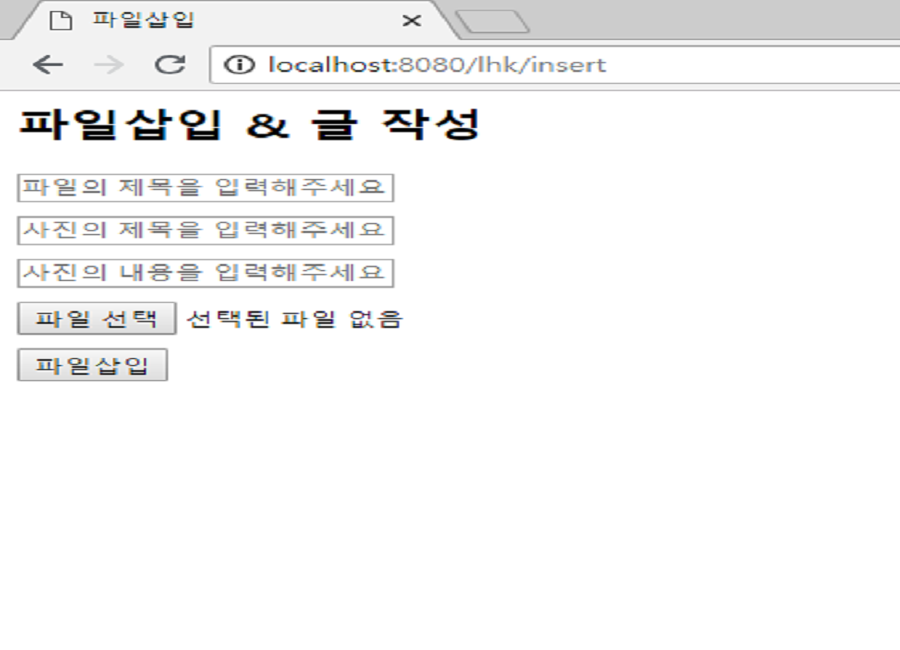 파일삽입
localhost:8080/lhk/insert
파일삽입 & 글 작성
파일의 제목을 입력해주세요
사진의 제목을 입력해주세요
사진의 내용을 입력해주세요
파일 선택 선택된 파일 없음
파일삽입